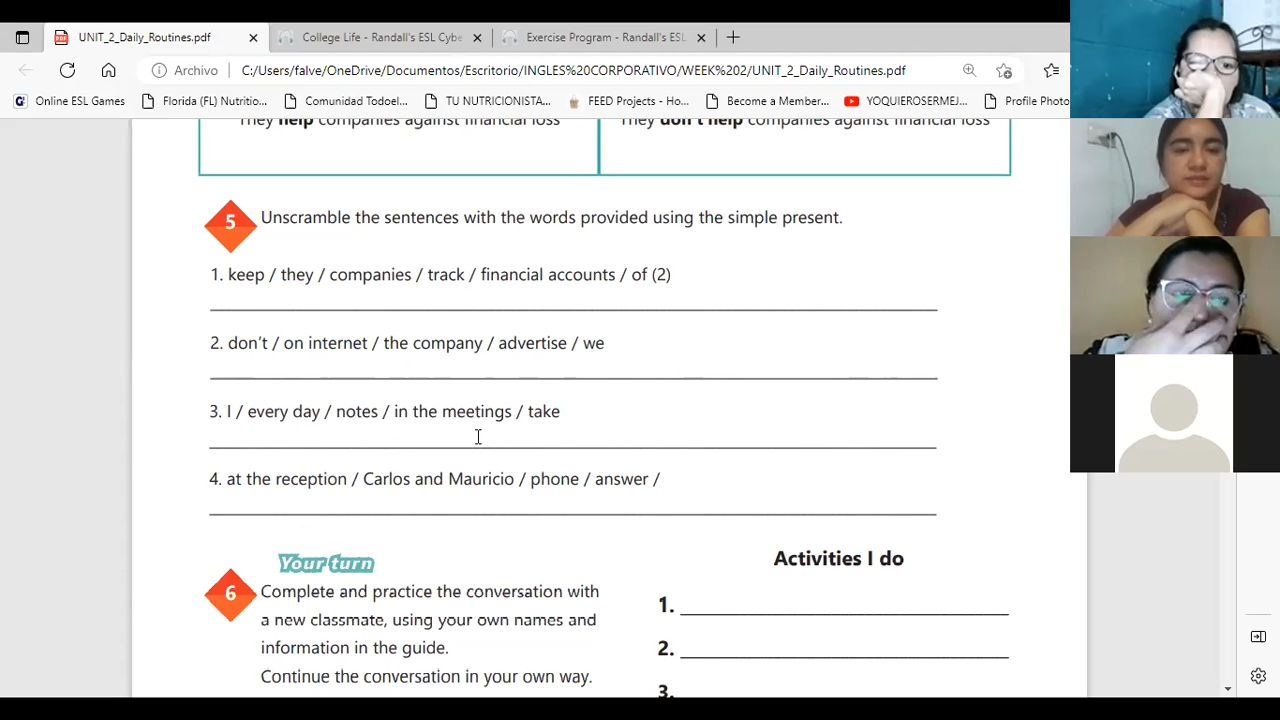 UNIT_2_Daily_Routines.pdf
College Life - Randall's ESL Cybe
Exercise Program - Randall's ESL
Archivo
C:/Users/falve/OneDrive/Documentos/Escritorio/INGLES%20CORPORATIVO/WEEK%202/UNIT_2_Daily_Routines.pdf
Online ESL Games
Florida (FL) Nutritio...
Comunidad Todoel...
TU NUTRICIONISTA...
FEED Projects - Ho...
Become a Member...
YOQUIEROSERMEJ...
Profile Photo
They help companies against financial loss
They don't help companies against financial loss
5
Unscramble the sentences with the words provided using the simple present.
1. keep / they / companies / track / financial accounts / of (2)
2. don't / on internet / the company / advertise / we
3. I / every day / notes / in the meetings / take
4. at the reception / Carlos and Mauricio / phone / answer /
Your turn
6
Complete and practice the conversation with
a new classmate, using your own names and
information in the guide.
Continue the conversation in your own way.
Activities I do
1.
2.
3.